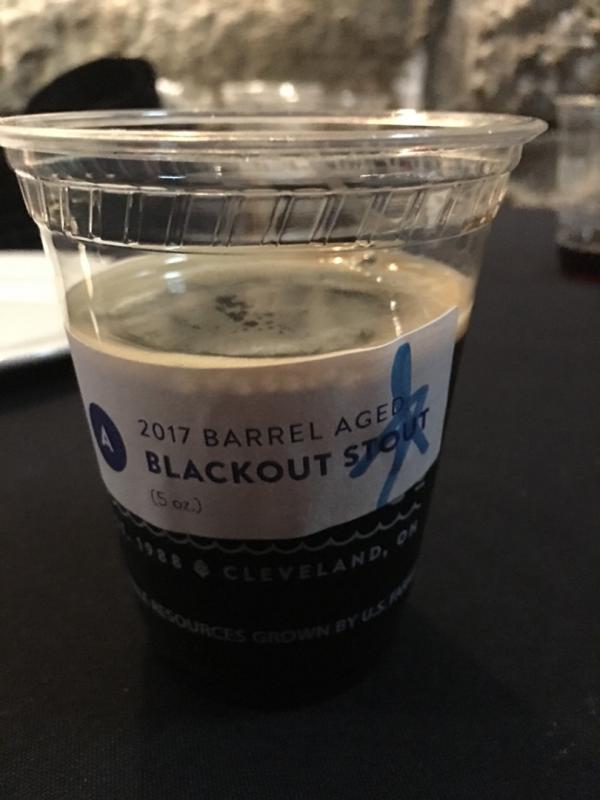 A
2017 BARREL AGED
BLACKOUT STOUT
(5 oz.)
1988 CLEVELAND, OH
RESOURCES GROWN BY U.S.